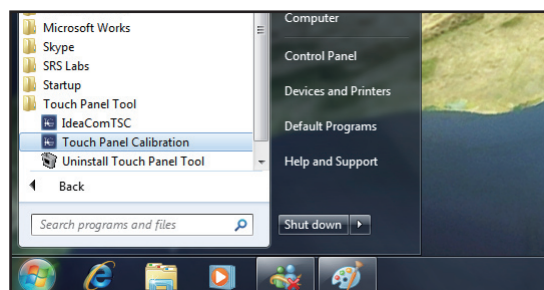 Microsoft Works
Skype
SRS Labs
Startup
Touch Panel Tool
IdeaComTSC
Touch Panel Calibration
Uninstall Touch Panel Tool
Back
Search programs and files
Computer
Control Panel
Devices and Printers
Default Programs
Help and Support
Shut down